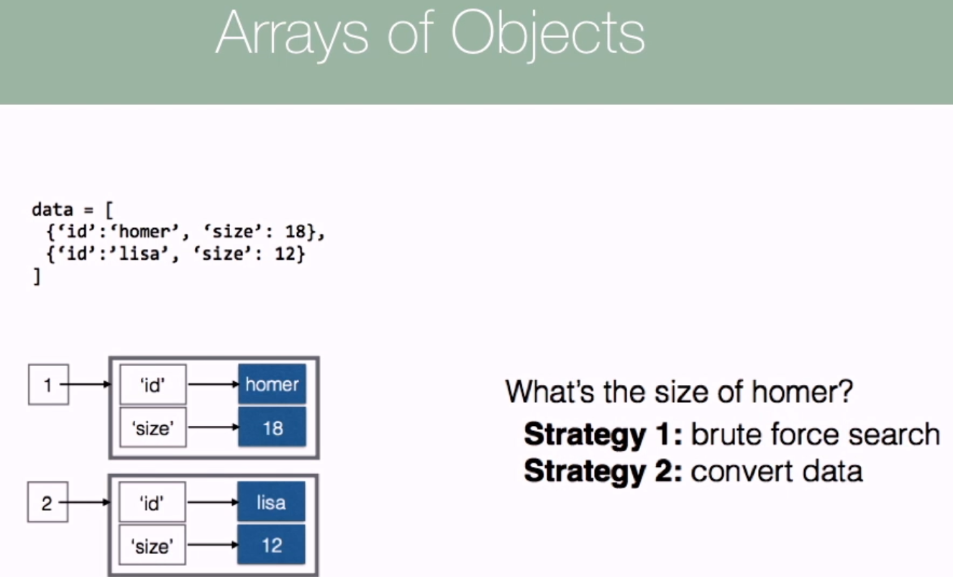 Arrays of Objects
data = [
{‘id’:‘homer’, ‘size’: 18},
{‘id’:’lisa’, ‘size’: 12}
]
1 'id' homer
'size' 18
2 'id' lisa
'size' 12
What's the size of homer?
Strategy 1: brute force search
Strategy 2: convert data